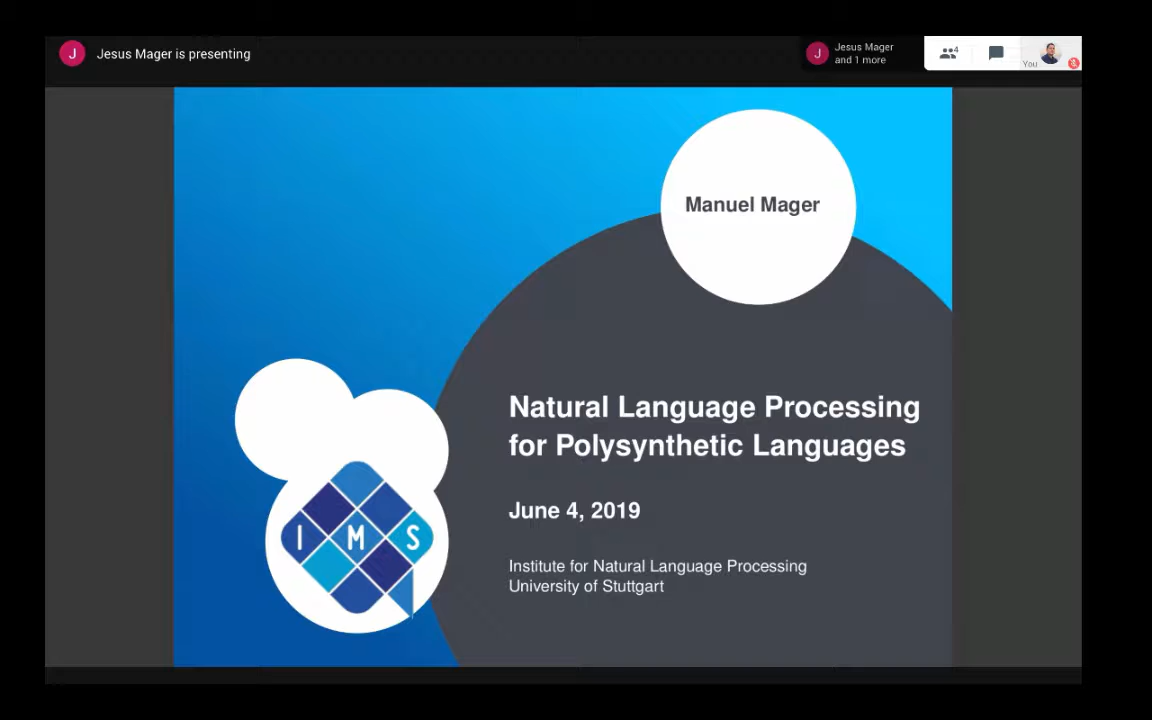 J Jesus Mager is presenting
J Jesus Mager
and 1 more
4
You
Manuel Mager
Natural Language Processing
for Polysynthetic Languages
June 4, 2019
I M S
Institute for Natural Language Processing
University of Stuttgart